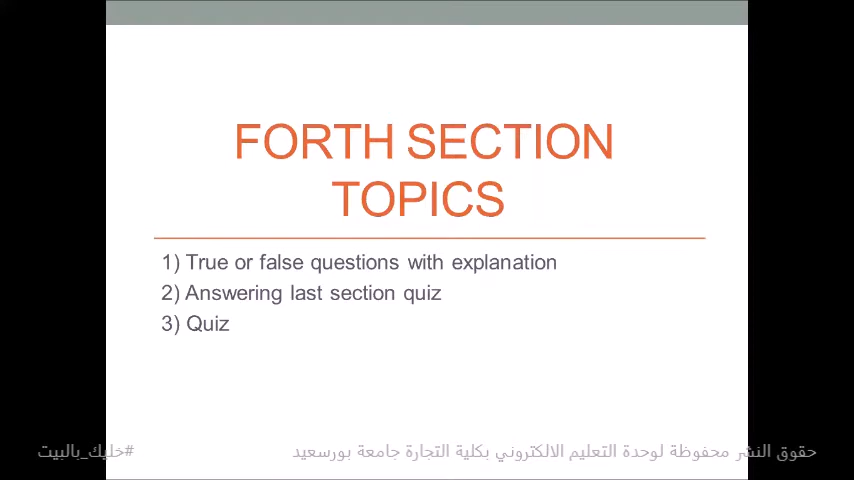 FORTH SECTION
TOPICS
1) True or false questions with explanation
2) Answering last section quiz
3) Quiz
حقوق النشر محفوظة لوحدة التعليم الالكتروني بكلية التجارة جامعة بورسعيد
#خليك_بالبيت